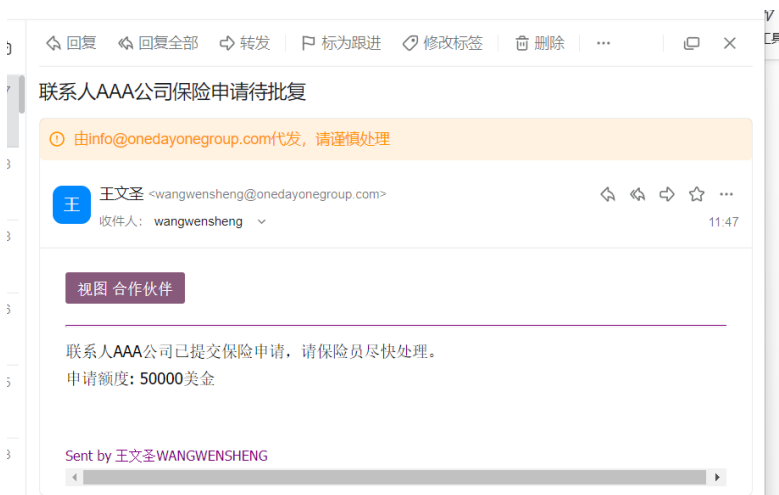 回复 回复全部 转发 标为跟进 修改标签 删除 ...
联系人AAA公司保险申请待批复
由info@onedayonegroup.com代发，请谨慎处理
王 王文圣 <wangwensheng@onedayonegroup.com>
收件人： wangwensheng
11:47
视图 合作伙伴
联系人AAA公司已提交保险申请，请保险员尽快处理。
申请额度: 50000美金
Sent by 王文圣WANGWENSHENG